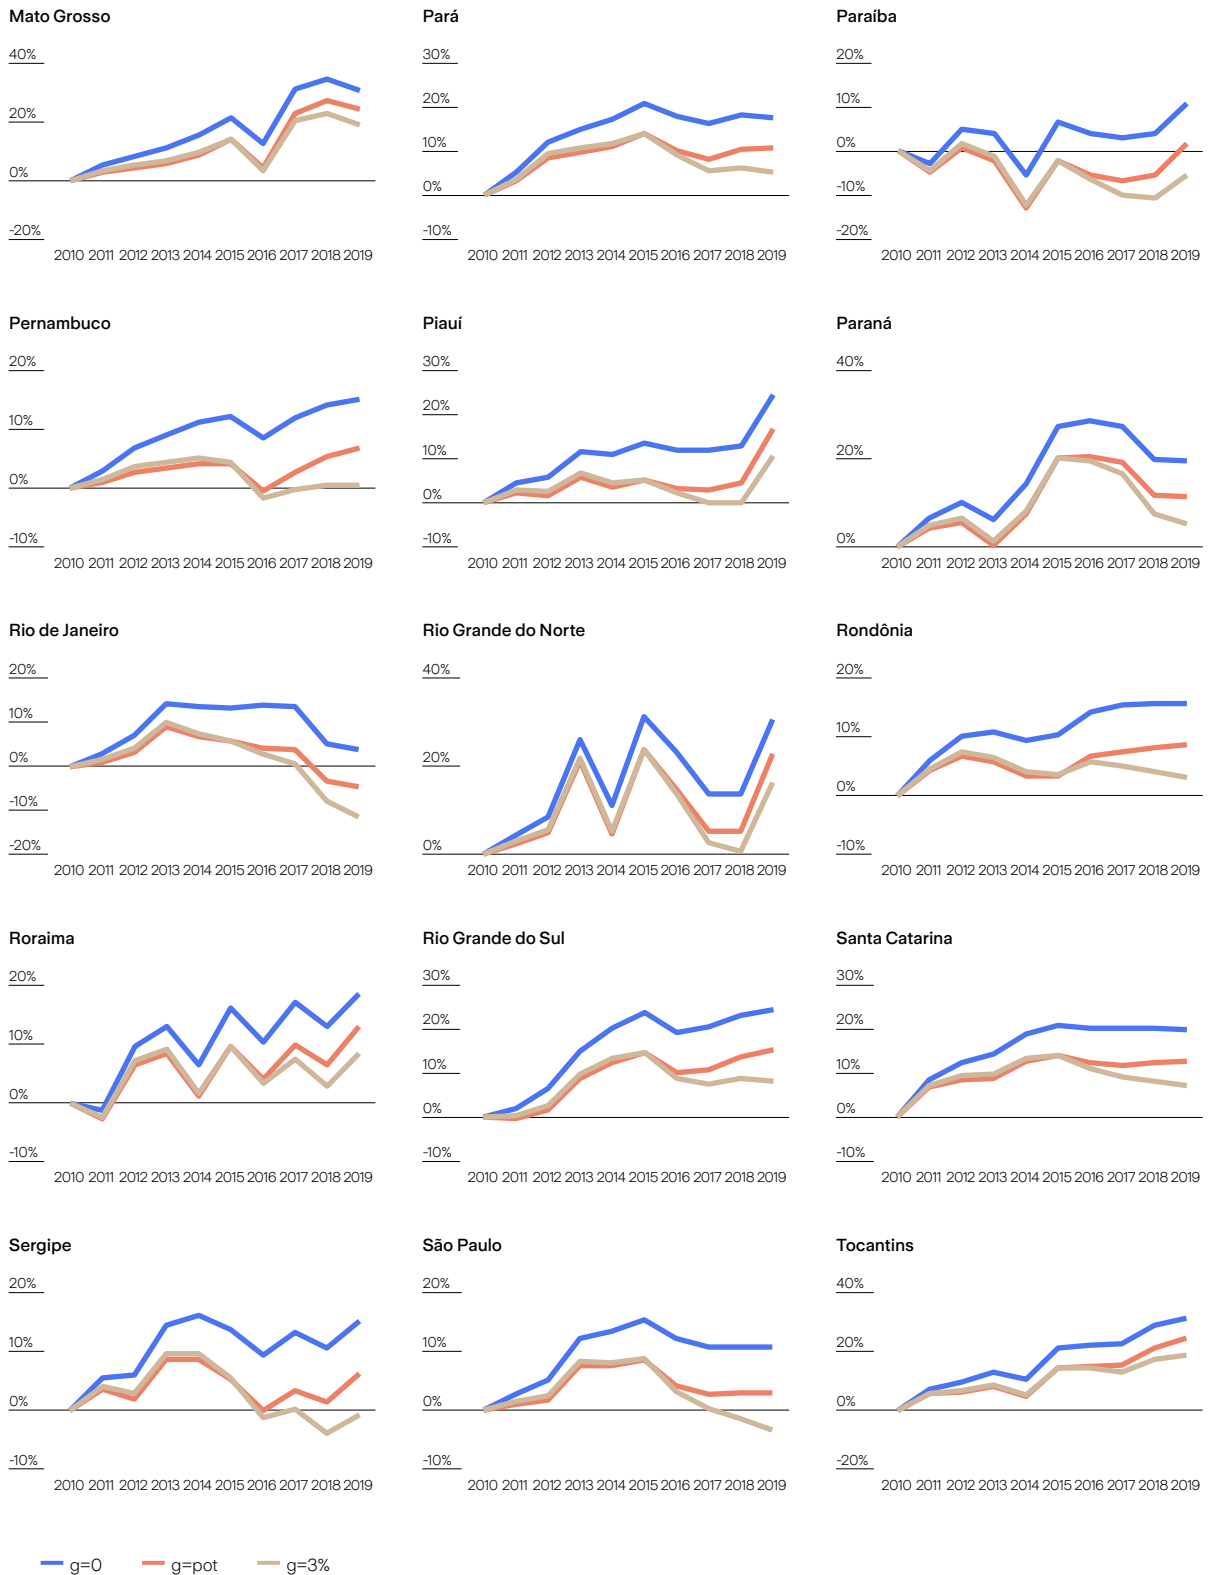 Mato Grosso
40%
20%
0%
-20%
2010 2011 2012 2013 2014 2015 2016 2017 2018 2019
Pará
30%
20%
10%
0%
-10%
2010 2011 2012 2013 2014 2015 2016 2017 2018 2019
Paraíba
20%
10%
0%
-10%
-20%
2010 2011 2012 2013 2014 2015 2016 2017 2018 2019
Pernambuco
20%
10%
0%
-10%
2010 2011 2012 2013 2014 2015 2016 2017 2018 2019
Piauí
30%
20%
10%
0%
-10%
2010 2011 2012 2013 2014 2015 2016 2017 2018 2019
Paraná
40%
20%
0%
2010 2011 2012 2013 2014 2015 2016 2017 2018 2019
Rio de Janeiro
20%
10%
0%
-10%
-20%
2010 2011 2012 2013 2014 2015 2016 2017 2018 2019
Rio Grande do Norte
40%
20%
0%
2010 2011 2012 2013 2014 2015 2016 2017 2018 2019
Rondônia
20%
10%
0%
-10%
2010 2011 2012 2013 2014 2015 2016 2017 2018 2019
Roraima
20%
10%
0%
-10%
2010 2011 2012 2013 2014 2015 2016 2017 2018 2019
Rio Grande do Sul
30%
20%
10%
0%
-10%
2010 2011 2012 2013 2014 2015 2016 2017 2018 2019
Santa Catarina
30%
20%
10%
0%
-10%
2010 2011 2012 2013 2014 2015 2016 2017 2018 2019
Sergipe
20%
10%
0%
-10%
2010 2011 2012 2013 2014 2015 2016 2017 2018 2019
São Paulo
20%
10%
0%
-10%
2010 2011 2012 2013 2014 2015 2016 2017 2018 2019
Tocantins
40%
20%
0%
-20%
2010 2011 2012 2013 2014 2015 2016 2017 2018 2019
g=0 g=pot g=3%